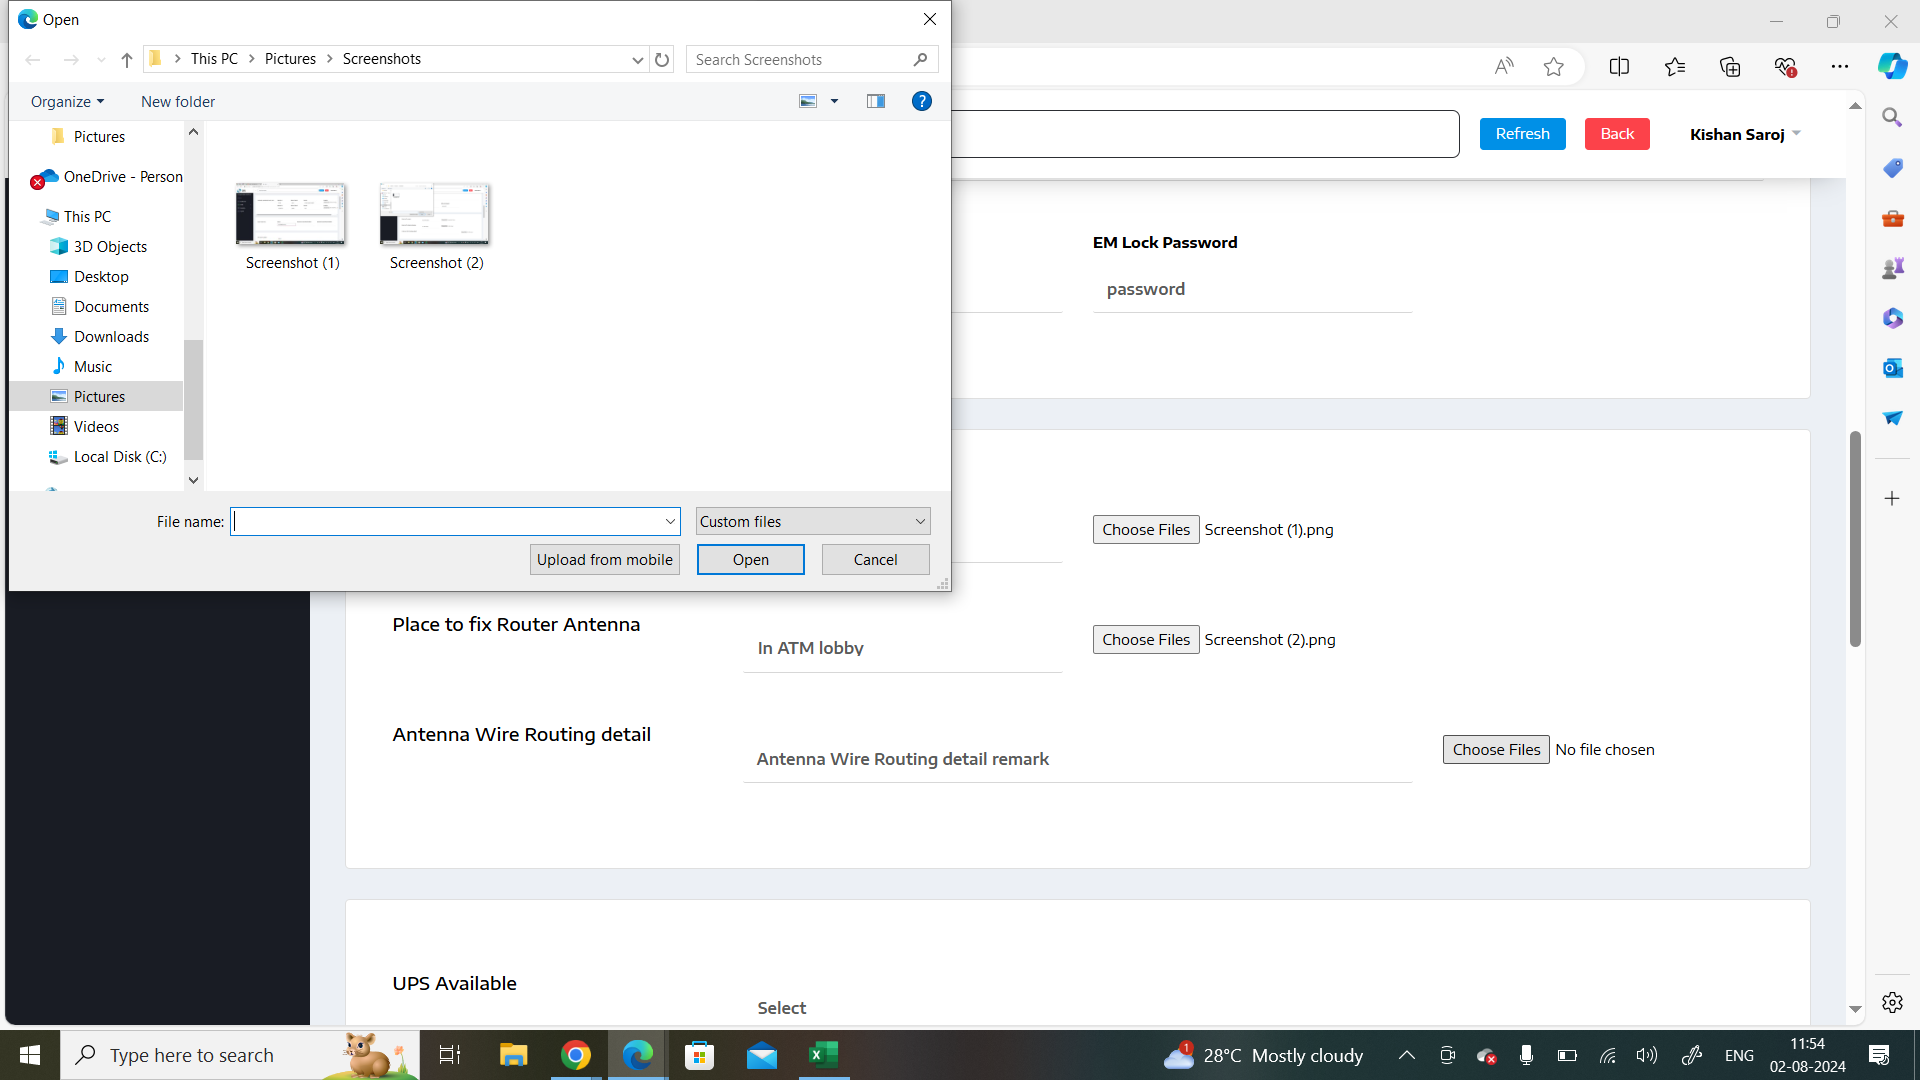 Open
This PC
Pictures
Screenshots
Search Screenshots
Organize
New folder
Pictures
OneDrive - Person
This PC
3D Objects
Desktop
Documents
Downloads
Music
Pictures
Videos
Local Disk (C:)
Screenshot (1)
Screenshot (2)
File name:
Custom files
Upload from mobile
Open
Cancel
Refresh
Back
Kishan Saroj
EM Lock Password
password
Choose Files Screenshot (1).png
Place to fix Router Antenna
In ATM lobby
Choose Files Screenshot (2).png
Antenna Wire Routing detail
Antenna Wire Routing detail remark
Choose Files No file chosen
UPS Available
Select
Type here to search
1
28°C Mostly cloudy
ENG
11:54
02-08-2024